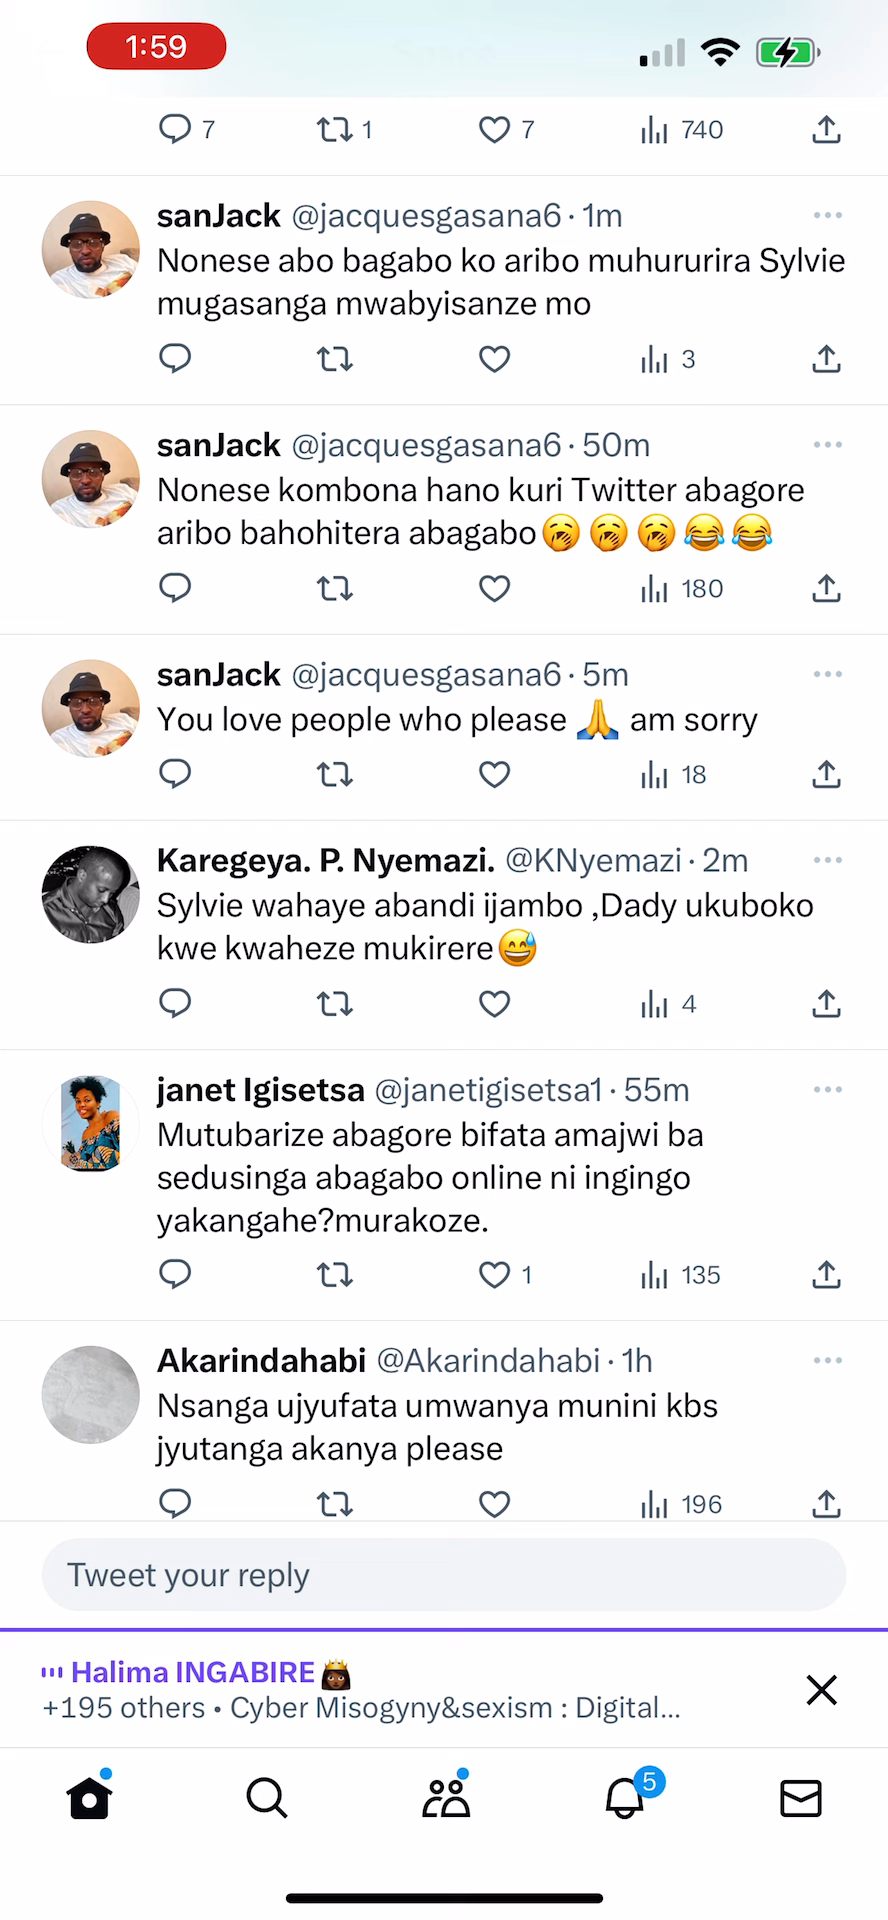 1:59
7 1 7 740
sanJack @jacquesgasana6 · 1m
Nonese abo bagabo ko aribo muhururira Sylvie
mugasanga mwabyisanze mo
3
sanJack @jacquesgasana6 · 50m
Nonese kombona hano kuri Twitter abagore
aribo bahohitera abagabo🥱🥱🥱😂😂
180
sanJack @jacquesgasana6 · 5m
You love people who please 🙏 am sorry
18
Karegeya. P. Nyemazi. @KNyemazi · 2m
Sylvie wahaye abandi ijambo ,Dady ukuboko
kwe kwaheze mukirere😅
4
janet Igisetsa @janetigisetsa1 · 55m
Mutubarize abagore bifata amajwi ba
sedusinga abagabo online ni ingingo
yakangahe?murakoze.
1 135
Akarindahabi @Akarindahabi · 1h
Nsanga ujyufata umwanya munini kbs
jyutanga akanya please
196
Tweet your reply
Halima INGABIRE👸🏿
+195 others • Cyber Misogyny&sexism : Digital...
5